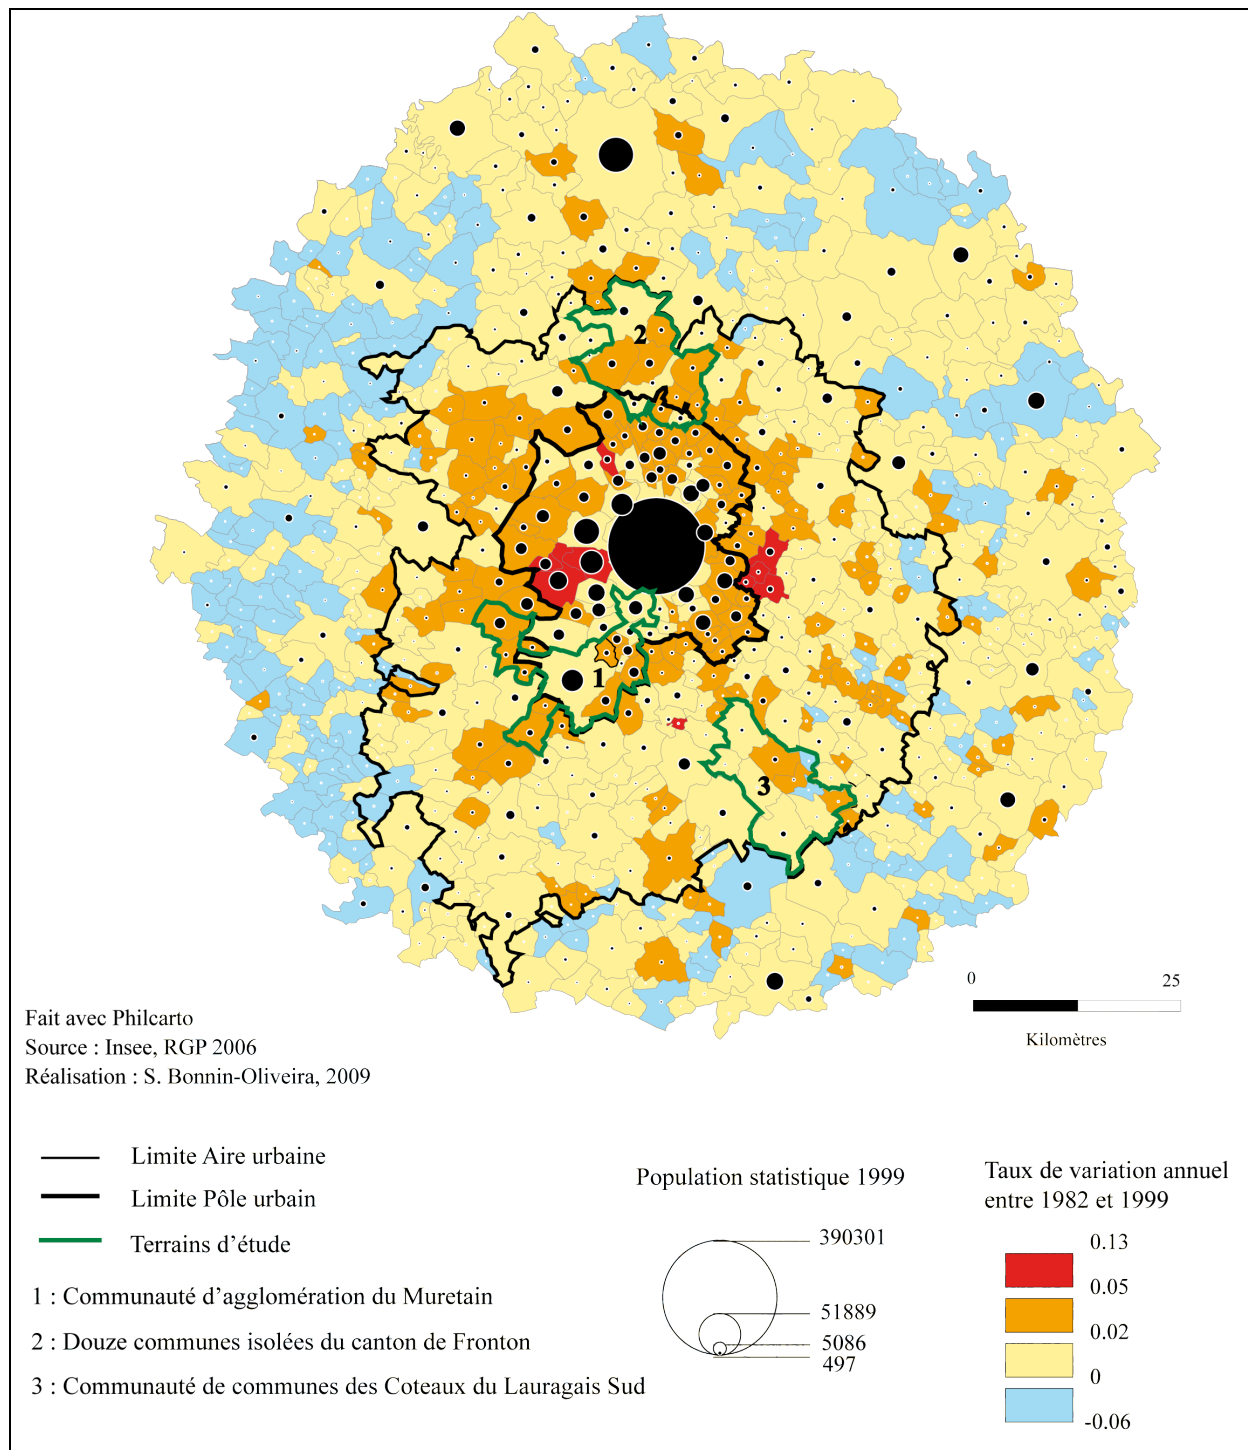 2
1
3
0 25
Kilomètres
Fait avec Philcarto
Source : Insee, RGP 2006
Réalisation : S. Bonnin-Oliveira, 2009
Limite Aire urbaine
Limite Pôle urbain
Terrains d'étude
1 : Communauté d'agglomération du Muretain
2 : Douze communes isolées du canton de Fronton
3 : Communauté de communes des Coteaux du Lauragais Sud
Population statistique 1999
390301
51889
5086
497
Taux de variation annuel
entre 1982 et 1999
0.13
0.05
0.02
0
-0.06